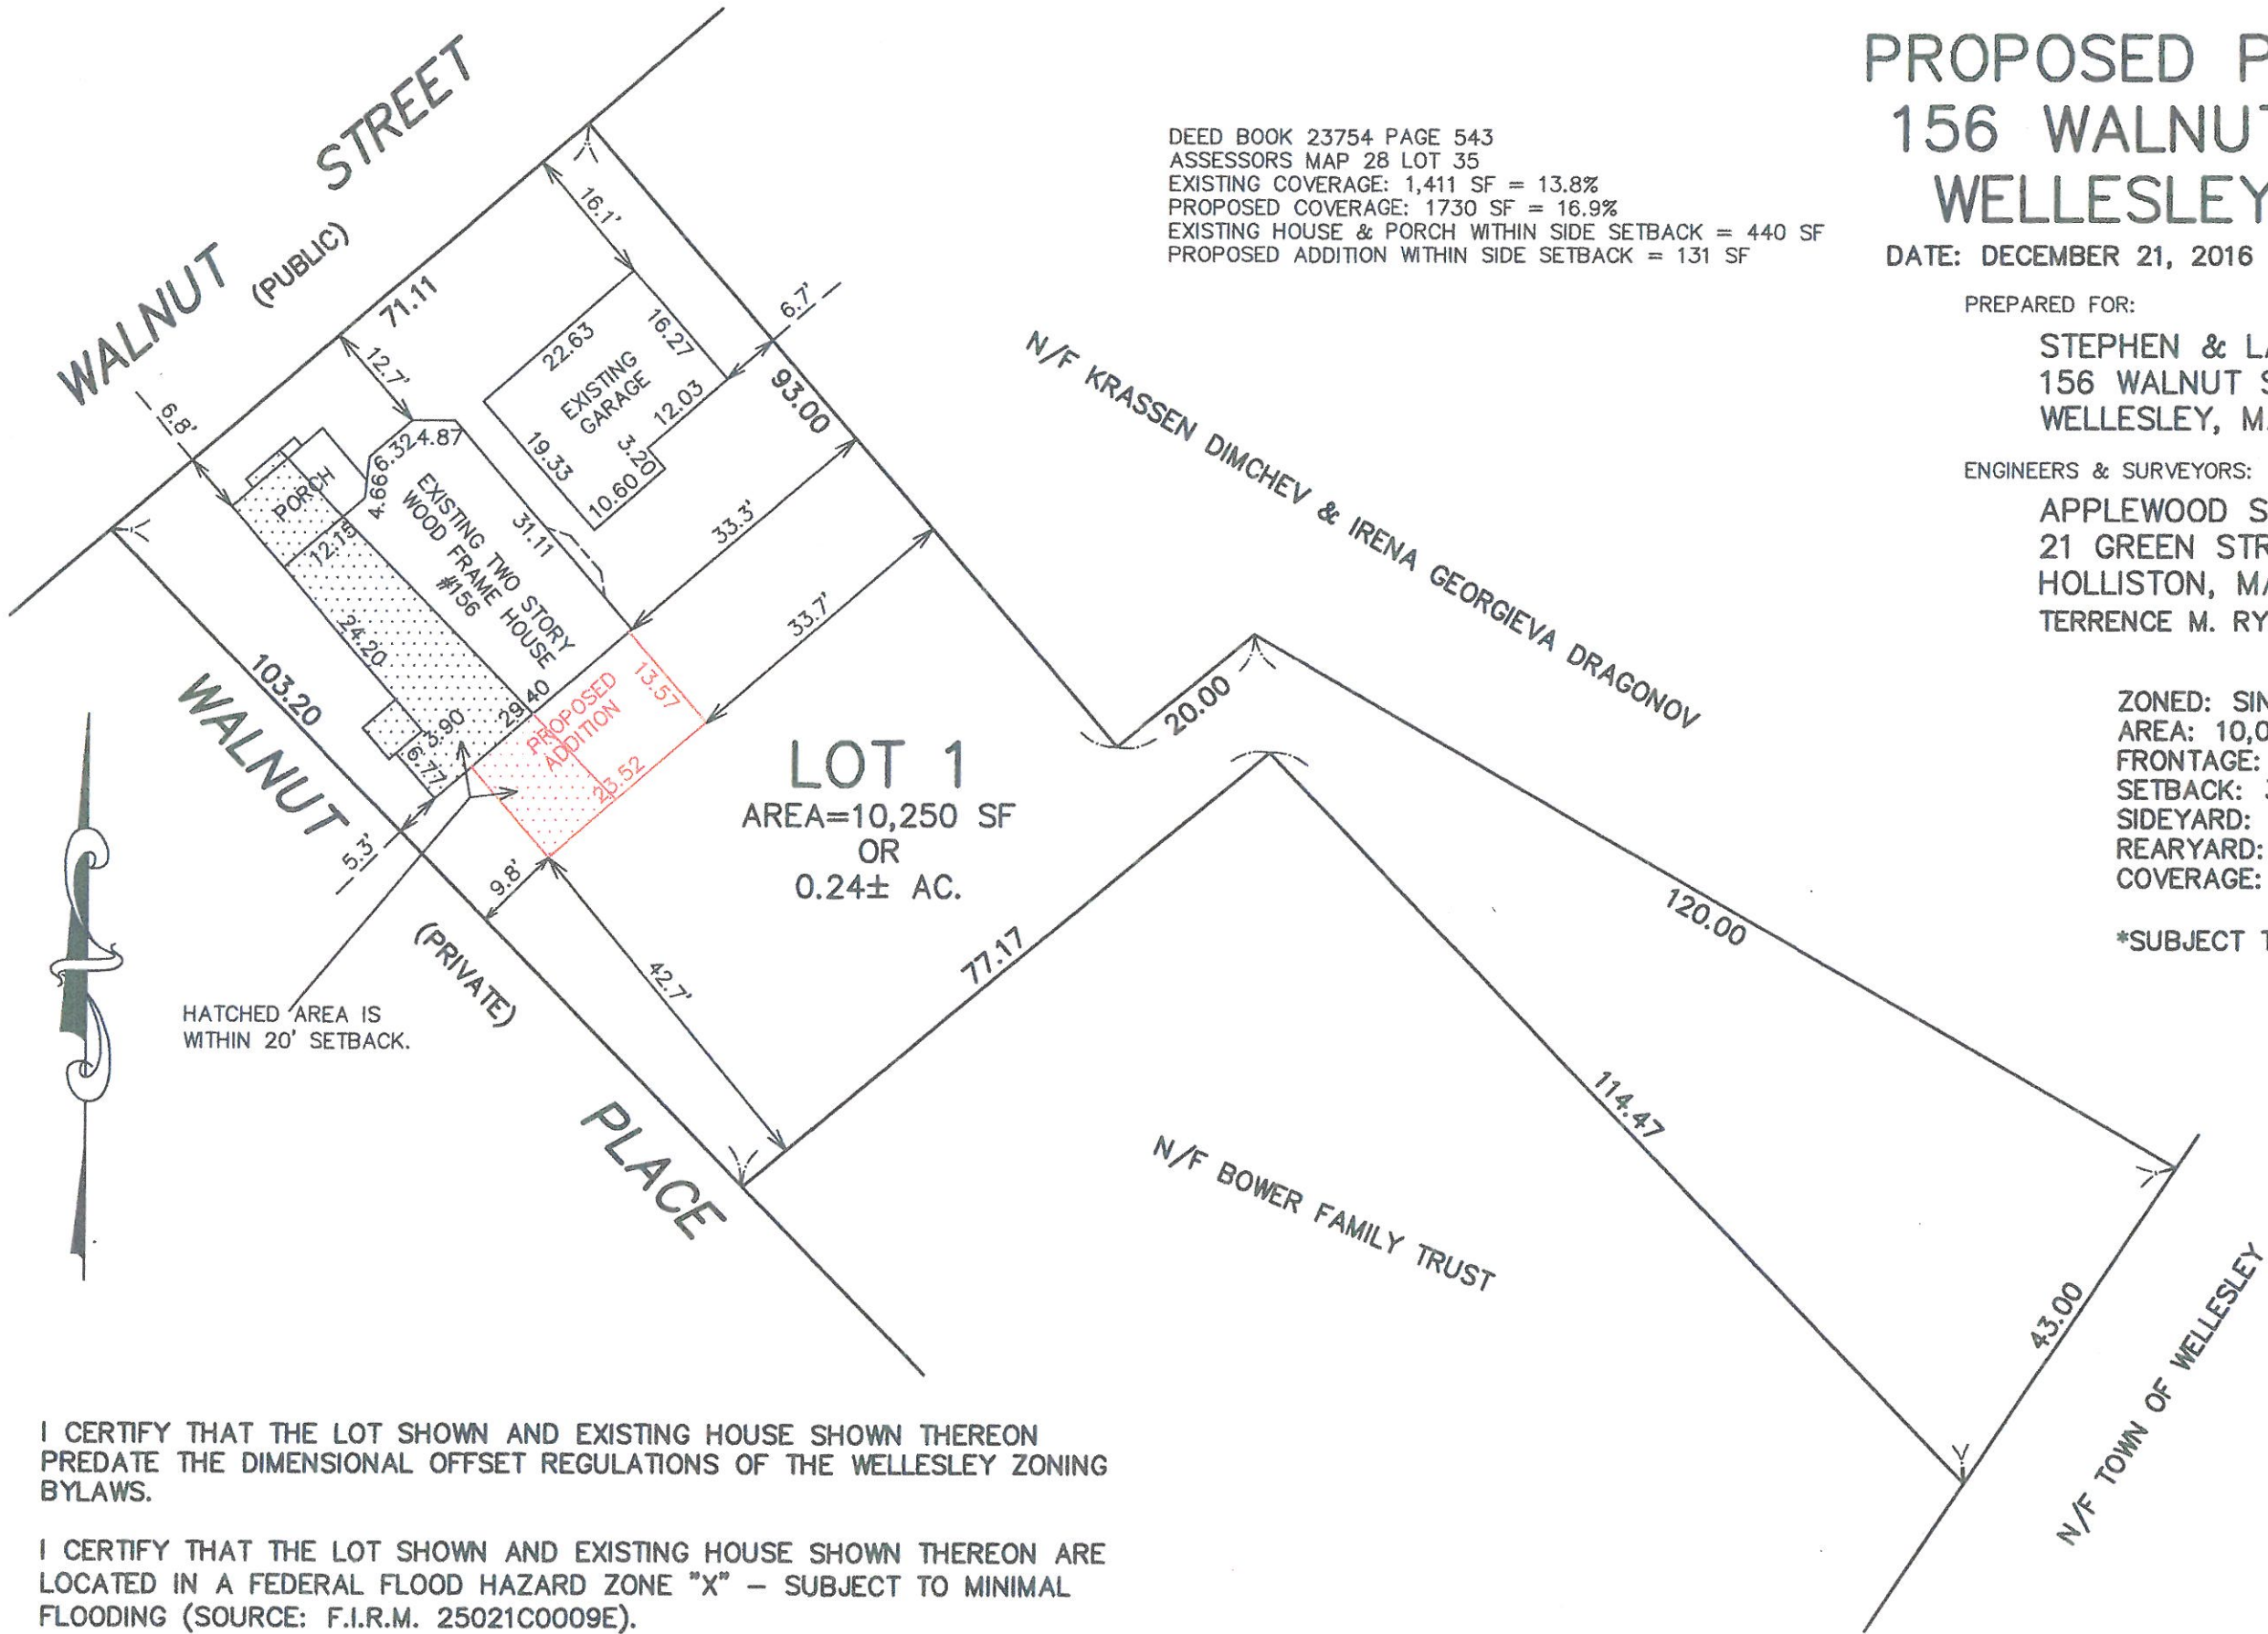 PROPOSED P
156 WALNUT
WELLESLEY
DATE: DECEMBER 21, 2016
PREPARED FOR:
STEPHEN & LA
156 WALNUT S
WELLESLEY, M
ENGINEERS & SURVEYORS:
APPLEWOOD S
21 GREEN STR
HOLLISTON, MA
TERRENCE M. RY
ZONED: SIN
AREA: 10,0
FRONTAGE:
SETBACK:
SIDEYARD:
REARYARD:
COVERAGE:
*SUBJECT T
DEED BOOK 23754 PAGE 543
ASSESSORS MAP 28 LOT 35
EXISTING COVERAGE: 1,411 SF = 13.8%
PROPOSED COVERAGE: 1730 SF = 16.9%
EXISTING HOUSE & PORCH WITHIN SIDE SETBACK = 440 SF
PROPOSED ADDITION WITHIN SIDE SETBACK = 131 SF
WALNUT STREET
(PUBLIC)
71.11
16.1'
12.7'
6.8'
6.7'
22.63
16.27
EXISTING
GARAGE
12.03
3.20
19.33
10.60
93.00
33.3'
33.7'
PORCH
4.66
6.32
4.87
12.15
EXISTING TWO STORY
WOOD FRAME HOUSE
#156
31.11
24.20
3.90
6.77
29.40
13.57
PROPOSED
ADDITION
23.52
5.3'
9.8'
42.7'
103.20
WALNUT PLACE
(PRIVATE)
HATCHED AREA IS
WITHIN 20' SETBACK.
LOT 1
AREA=10,250 SF
OR
0.24± AC.
N/F KRASSEN DIMCHEV & IRENA GEORGIEVA DRAGONOV
20.00
120.00
77.17
114.47
43.00
N/F BOWER FAMILY TRUST
N/F TOWN OF WELLESLEY
I CERTIFY THAT THE LOT SHOWN AND EXISTING HOUSE SHOWN THEREON
PREDATE THE DIMENSIONAL OFFSET REGULATIONS OF THE WELLESLEY ZONING
BYLAWS.
I CERTIFY THAT THE LOT SHOWN AND EXISTING HOUSE SHOWN THEREON ARE
LOCATED IN A FEDERAL FLOOD HAZARD ZONE "X" – SUBJECT TO MINIMAL
FLOODING (SOURCE: F.I.R.M. 25021C0009E).